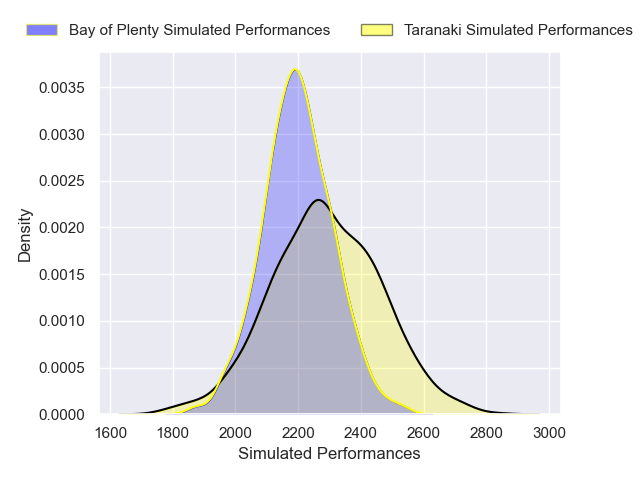 Bay of Plenty Simulated Performances
Taranaki Simulated Performances
Density
0.0035
0.0030
0.0025
0.0020
0.0015
0.0010
0.0005
0.0000
1600 1800 2000 2200 2400 2600 2800 3000
Simulated Performances